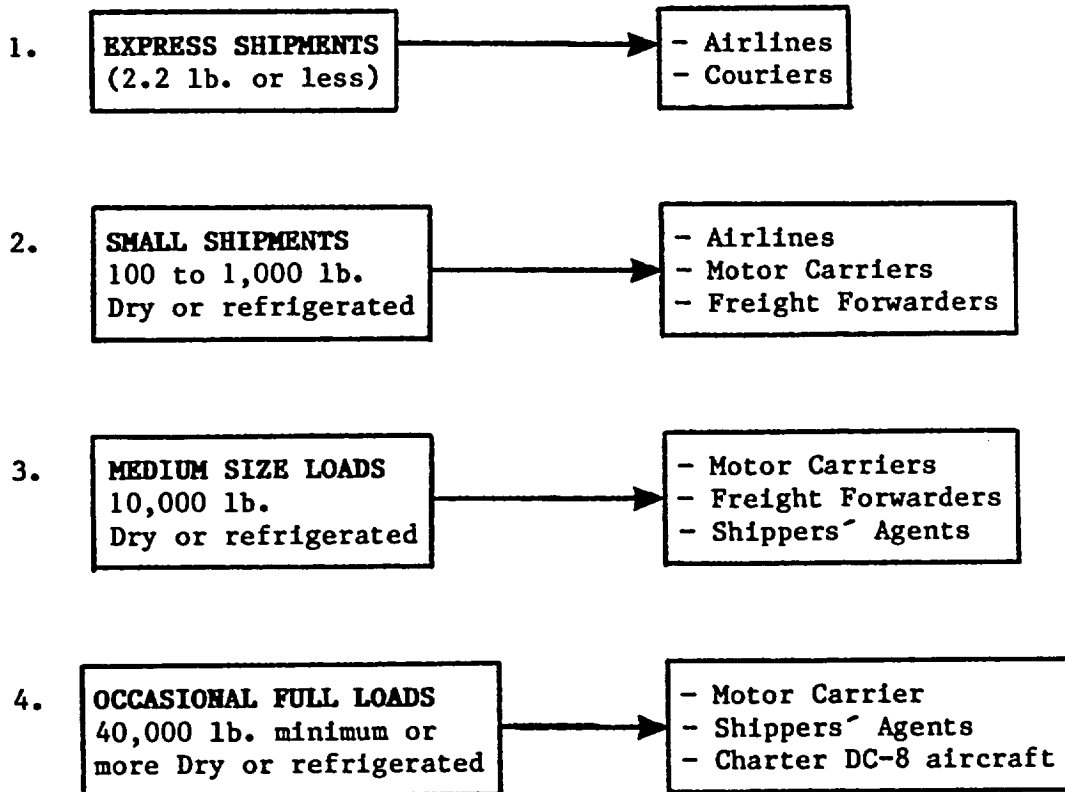 1.
EXPRESS SHIPMENTS
(2.2 lb. or less)
- Airlines
- Couriers
2.
SMALL SHIPMENTS
100 to 1,000 lb.
Dry or refrigerated
- Airlines
- Motor Carriers
- Freight Forwarders
3.
MEDIUM SIZE LOADS
10,000 lb.
Dry or refrigerated
- Motor Carriers
- Freight Forwarders
- Shippers´ Agents
4.
OCCASIONAL FULL LOADS
40,000 lb. minimum or
more Dry or refrigerated
- Motor Carrier
- Shippers´ Agents
- Charter DC-8 aircraft